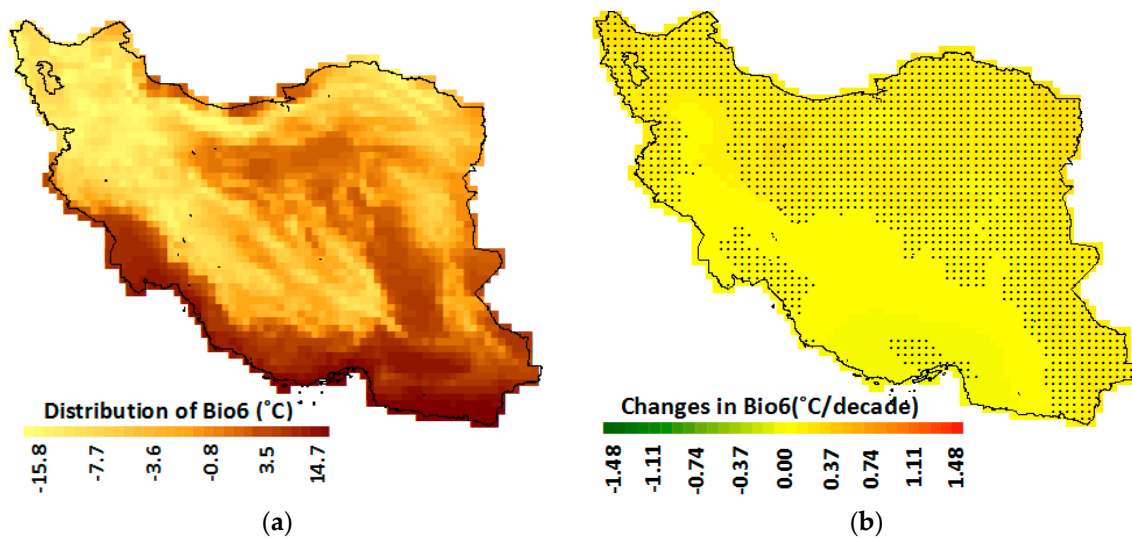 Distribution of Bio6 (˚C)
-15.8 -7.7 -3.6 -0.8 3.5 14.7
(a)
Changes in Bio6(˚C/decade)
-1.48 -1.11 -0.74 -0.37 0.00 0.37 0.74 1.11 1.48
(b)